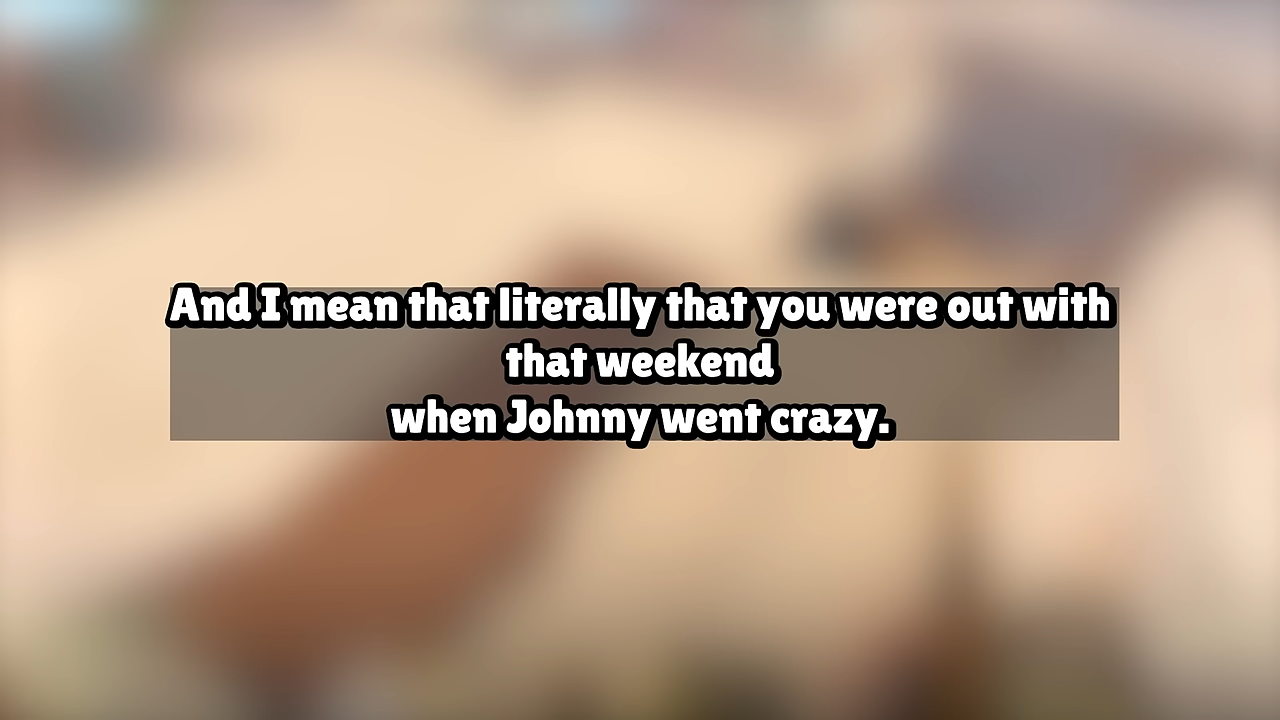 And I mean that literally that you were out with
that weekend
when Johnny went crazy.